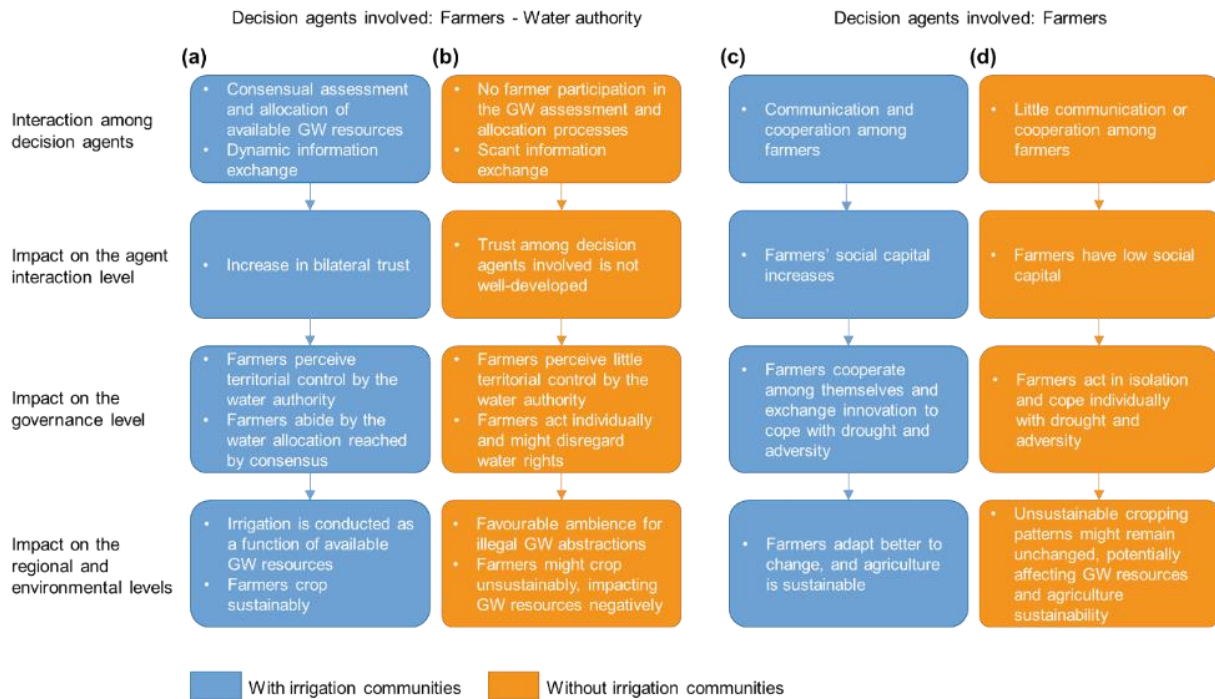 Decision agents involved: Farmers - Water authority
Decision agents involved: Farmers
(a)
(b)
(c)
(d)
Interaction among
decision agents
• Consensual assessment
and allocation of
available GW resources
• Dynamic information
exchange
• No farmer participation in
the GW assessment and
allocation processes
• Scant information
exchange
• Communication and
cooperation among
farmers
• Little communication or
cooperation among
farmers
Impact on the agent
interaction level
• Increase in bilateral trust
• Trust among decision
agents involved is not
well-developed
• Farmers' social capital
increases
• Farmers have low social
capital
Impact on the
governance level
• Farmers perceive
territorial control by the
water authority
• Farmers abide by the
water allocation reached
by consensus
• Farmers perceive little
territorial control by the
water authority
• Farmers act individually
and might disregard
water rights
• Farmers cooperate
among themselves and
exchange innovation to
cope with drought and
adversity
• Farmers act in isolation
and cope individually
with drought and
adversity
Impact on the
regional and
environmental levels
• Irrigation is conducted as
a function of available
GW resources
• Farmers crop
sustainably
• Favourable ambience for
illegal GW abstractions
• Farmers might crop
unsustainably, impacting
GW resources negatively
• Farmers adapt better to
change, and agriculture
is sustainable
• Unsustainable cropping
patterns might remain
unchanged, potentially
affecting GW resources
and agriculture
sustainability
With irrigation communities
Without irrigation communities